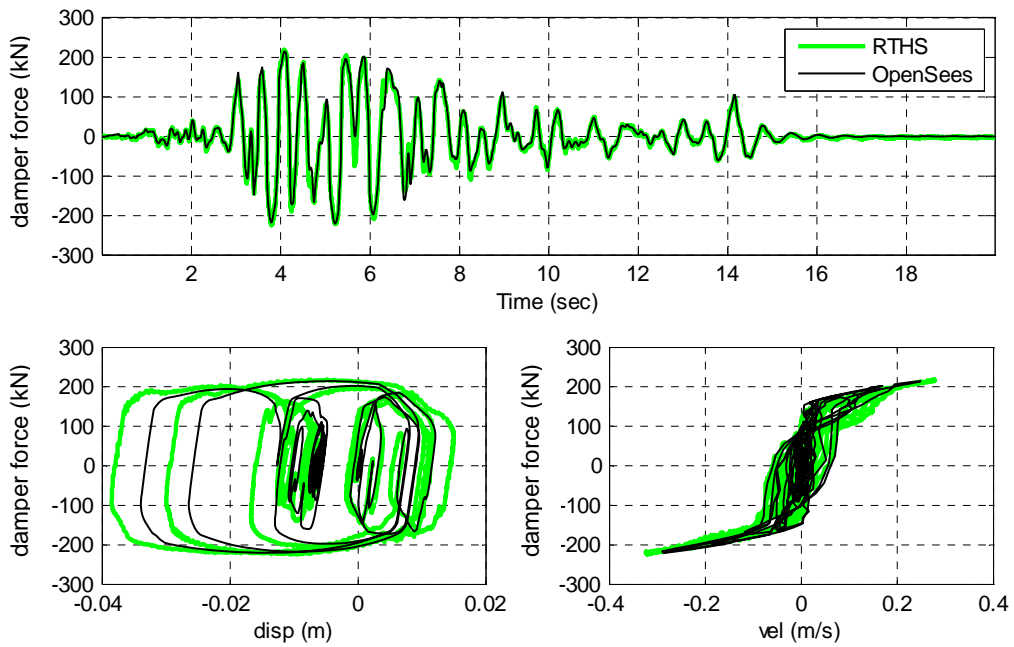 damper force (kN)
300
200
100
0
-100
-200
-300
RTHS
OpenSees
2 4 6 8 10 12 14 16 18
Time (sec)
damper force (kN)
300
200
100
0
-100
-200
-300
-0.04 -0.02 0 0.02
disp (m)
damper force (kN)
300
200
100
0
-100
-200
-300
-0.4 -0.2 0 0.2 0.4
vel (m/s)